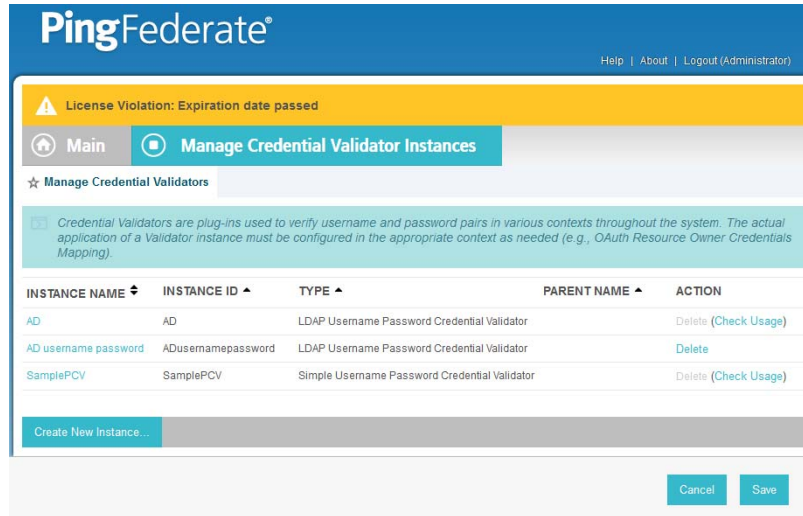 PingFederate®
Help | About | Logout (Administrator)
License Violation: Expiration date passed
Main Manage Credential Validator Instances
Manage Credential Validators
Credential Validators are plug-ins used to verify username and password pairs in various contexts throughout the system. The actual
application of a Validator instance must be configured in the appropriate context as needed (e.g., OAuth Resource Owner Credentials
Mapping).
INSTANCE NAME INSTANCE ID TYPE PARENT NAME ACTION
AD AD LDAP Username Password Credential Validator Delete (Check Usage)
AD username password ADusernamepassword LDAP Username Password Credential Validator Delete
SamplePCV SamplePCV Simple Username Password Credential Validator Delete (Check Usage)
Create New Instance...
Cancel Save